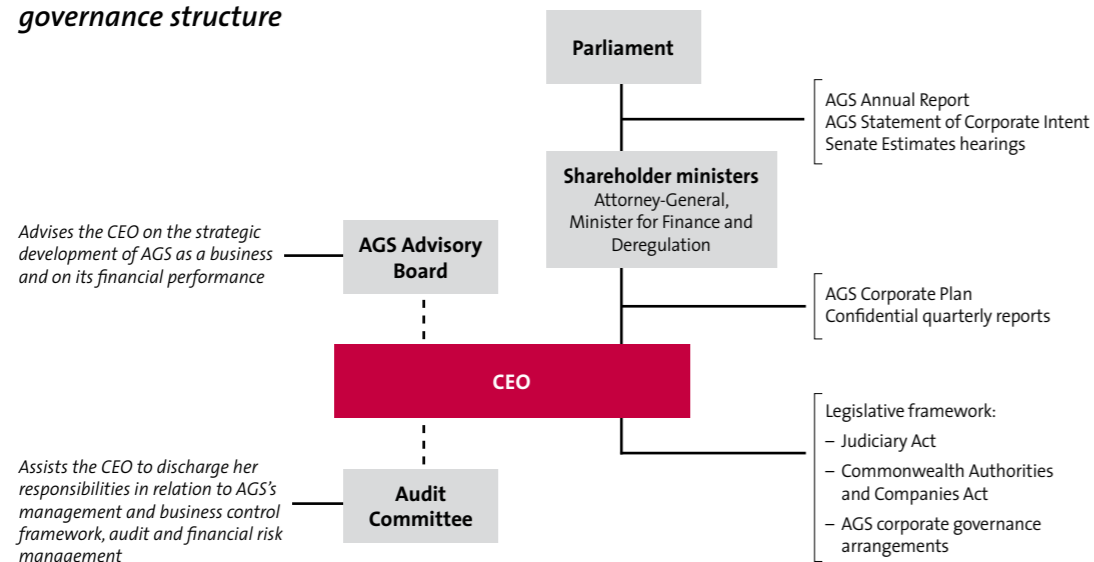 governance structure
Parliament
AGS Annual Report
AGS Statement of Corporate Intent
Senate Estimates hearings
Shareholder ministers
Attorney-General,
Minister for Finance and
Deregulation
Advises the CEO on the strategic
development of AGS as a business
and on its financial performance
AGS Advisory
Board
AGS Corporate Plan
Confidential quarterly reports
CEO
Legislative framework:
– Judiciary Act
– Commonwealth Authorities
and Companies Act
– AGS corporate governance
arrangements
Assists the CEO to discharge her
responsibilities in relation to AGS's
management and business control
framework, audit and financial risk
management
Audit
Committee